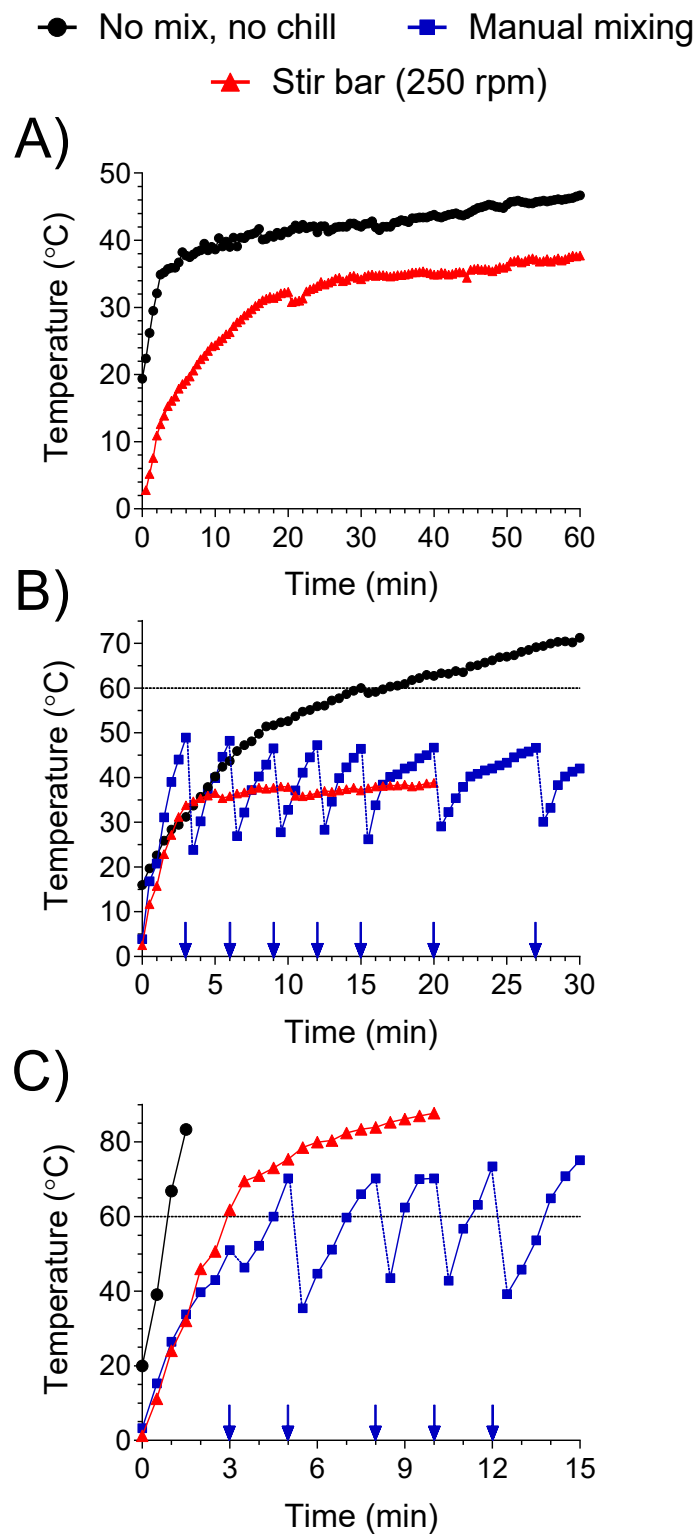 No mix, no chill
Manual mixing
Stir bar (250 rpm)
A)
50
40
30
20
10
0
Temperature (°C)
0 10 20 30 40 50 60
Time (min)
B)
70
60
50
40
30
20
10
0
Temperature (°C)
0 5 10 15 20 25 30
Time (min)
C)
80
60
40
20
0
Temperature (°C)
0 3 6 9 12 15
Time (min)